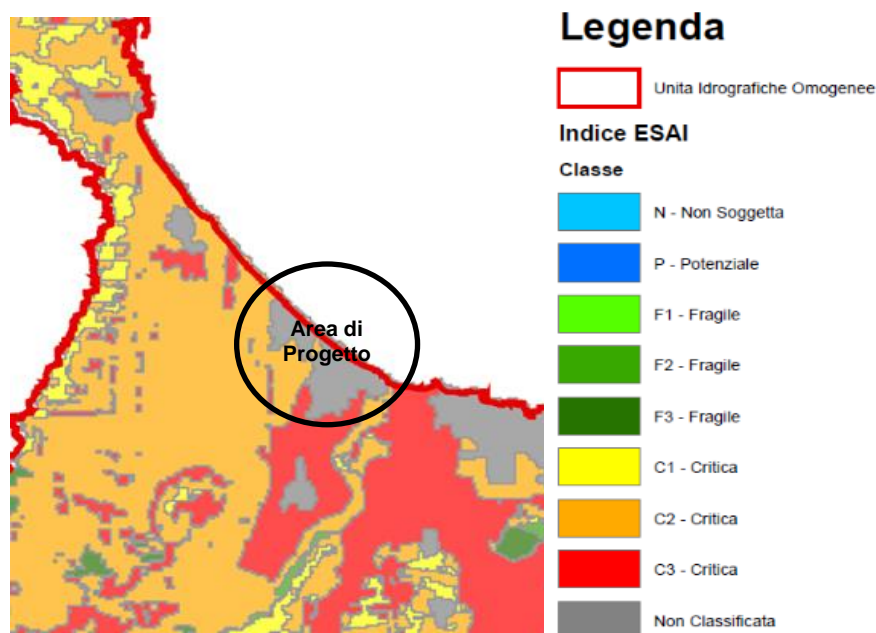 Legenda
Unita Idrografiche Omogenee
Indice ESAI
Classe
N - Non Soggetta
P - Potenziale
F1 - Fragile
F2 - Fragile
F3 - Fragile
C1 - Critica
C2 - Critica
C3 - Critica
Non Classificata
Area di
Progetto